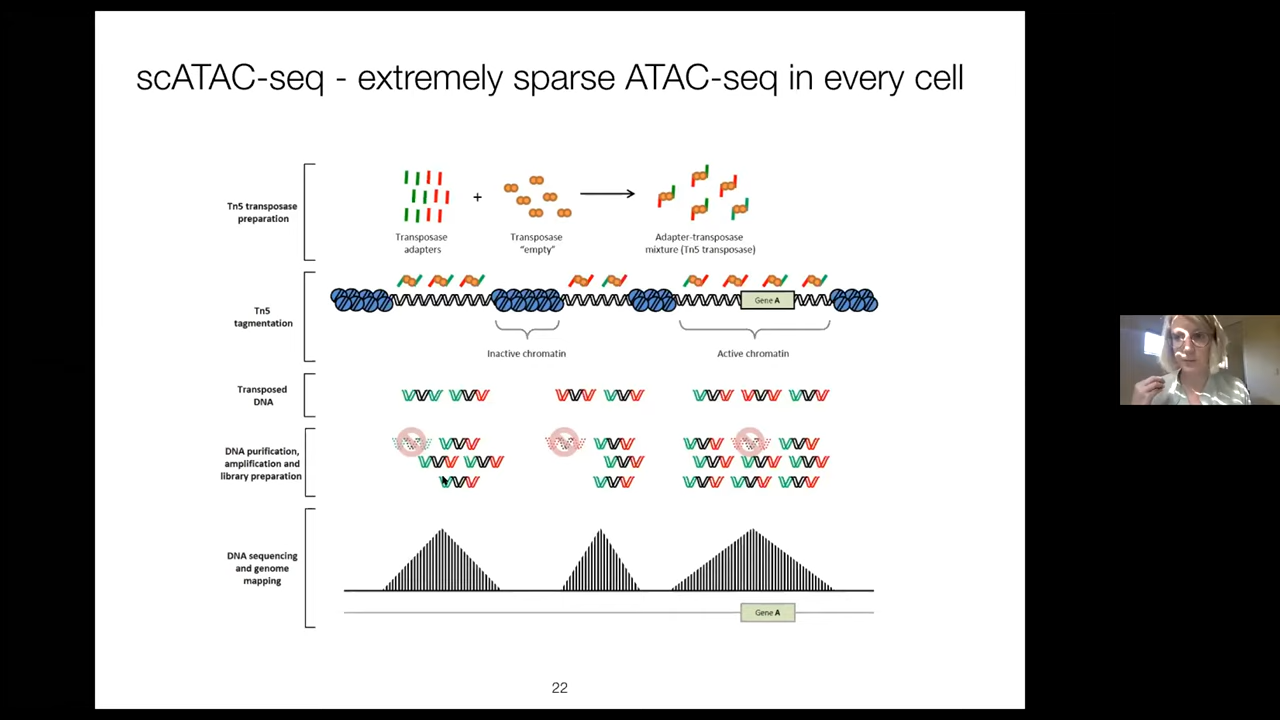 scATAC-seq - extremely sparse ATAC-seq in every cell
Tn5 transposase
preparation
+
Transposase
adapters
Transposase
“empty”
Adapter-transposase
mixture (Tn5 transposase)
Tn5
tagmentation
Gene A
Inactive chromatin
Active chromatin
Transposed
DNA
DNA purification,
amplification and
library preparation
DNA sequencing
and genome
mapping
Gene A
22